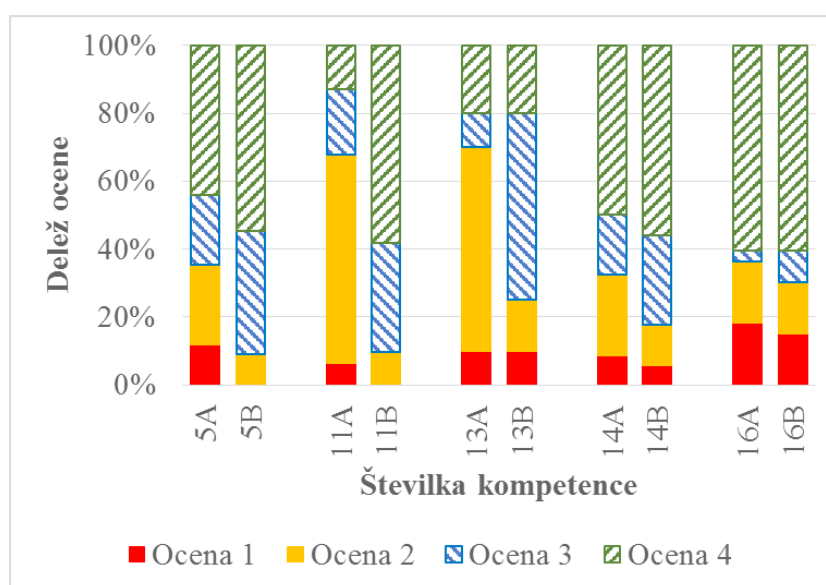 100%
80%
60%
40%
20%
0%
Delež ocene
5A 5B 11A 11B 13A 13B 14A 14B 16A 16B
Številka kompetence
Ocena 1 Ocena 2 Ocena 3 Ocena 4